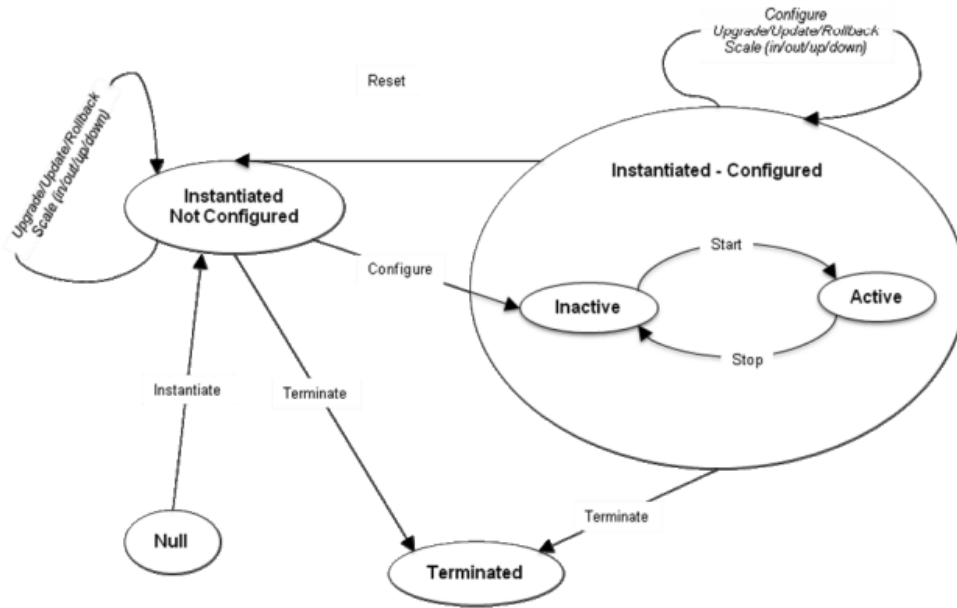 Configure
Upgrade/Update/Rollback
Scale (in/out/up/down)
Reset
Upgrade/Update/Rollback
Scale (in/out/up/down)
Instantiated
Not Configured
Instantiated - Configured
Start
Configure
Inactive
Active
Stop
Instantiate
Terminate
Terminate
Null
Terminated